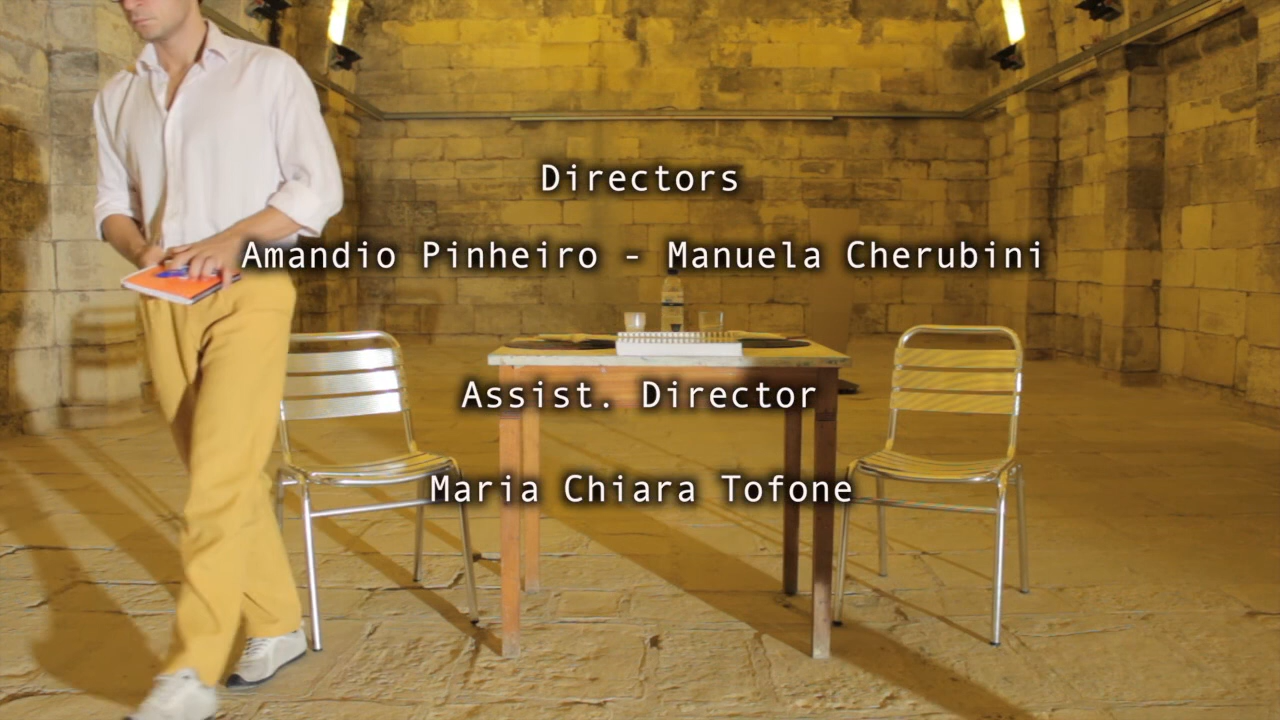 Directors
Amandio Pinheiro - Manuela Cherubini
Assist. Director
Maria Chiara Tofone